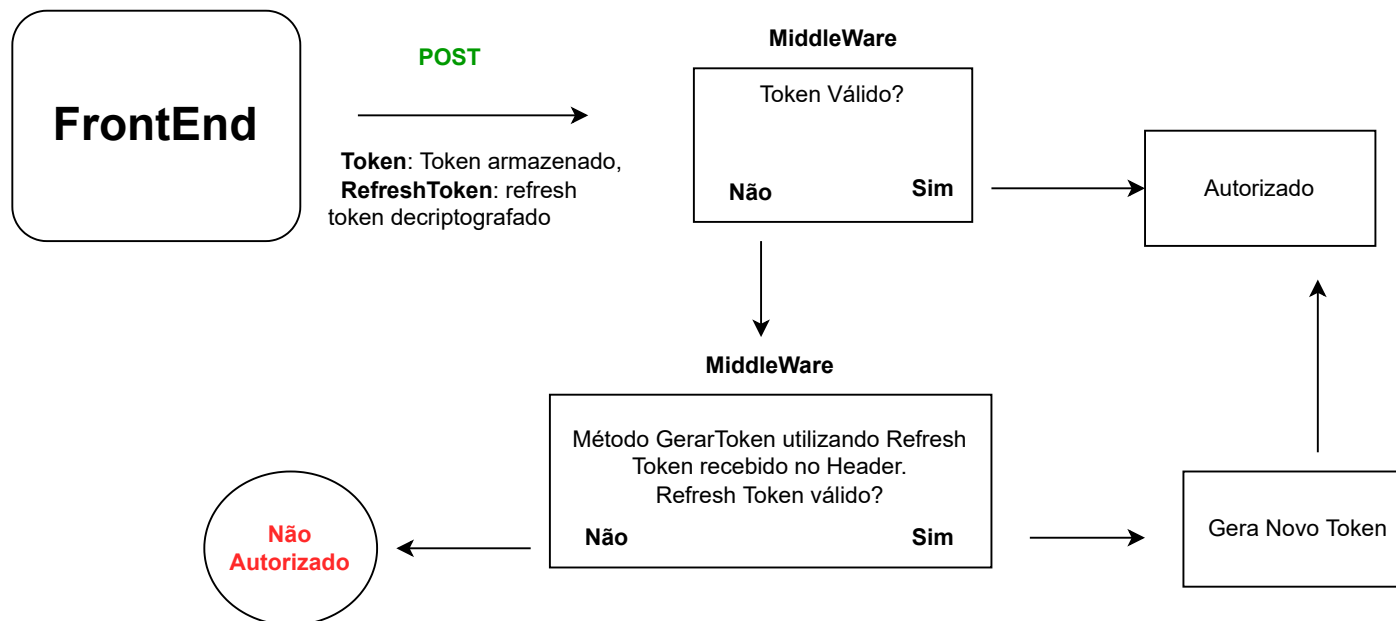 FrontEnd
POST
Token: Token armazenado,
RefreshToken: refresh
token decriptografado
MiddleWare
Token Válido?
Não
Sim
Autorizado
MiddleWare
Método GerarToken utilizando Refresh
Token recebido no Header.
Refresh Token válido?
Não
Sim
Não
Autorizado
Gera Novo Token